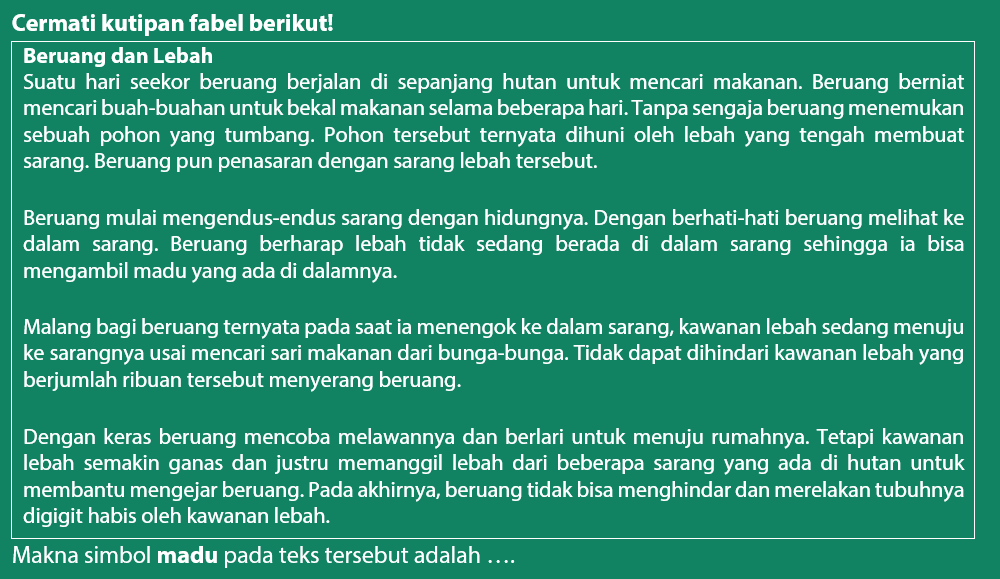 Cermati kutipan fabel berikut!
Beruang dan Lebah
Suatu hari seekor beruang berjalan di sepanjang hutan untuk mencari makanan. Beruang berniat
mencari buah-buahan untuk bekal makanan selama beberapa hari. Tanpa sengaja beruang menemukan
sebuah pohon yang tumbang. Pohon tersebut ternyata dihuni oleh lebah yang tengah membuat
sarang. Beruang pun penasaran dengan sarang lebah tersebut.
Beruang mulai mengendus-endus sarang dengan hidungnya. Dengan berhati-hati beruang melihat ke
dalam sarang. Beruang berharap lebah tidak sedang berada di dalam sarang sehingga ia bisa
mengambil madu yang ada di dalamnya.
Malang bagi beruang ternyata pada saat ia menengok ke dalam sarang, kawanan lebah sedang menuju
ke sarangnya usai mencari sari makanan dari bunga-bunga. Tidak dapat dihindari kawanan lebah yang
berjumlah ribuan tersebut menyerang beruang.
Dengan keras beruang mencoba melawannya dan berlari untuk menuju rumahnya. Tetapi kawanan
lebah semakin ganas dan justru memanggil lebah dari beberapa sarang yang ada di hutan untuk
membantu mengejar beruang. Pada akhirnya, beruang tidak bisa menghindar dan merelakan tubuhnya
digigit habis oleh kawanan lebah.
Makna simbol madu pada teks tersebut adalah ….